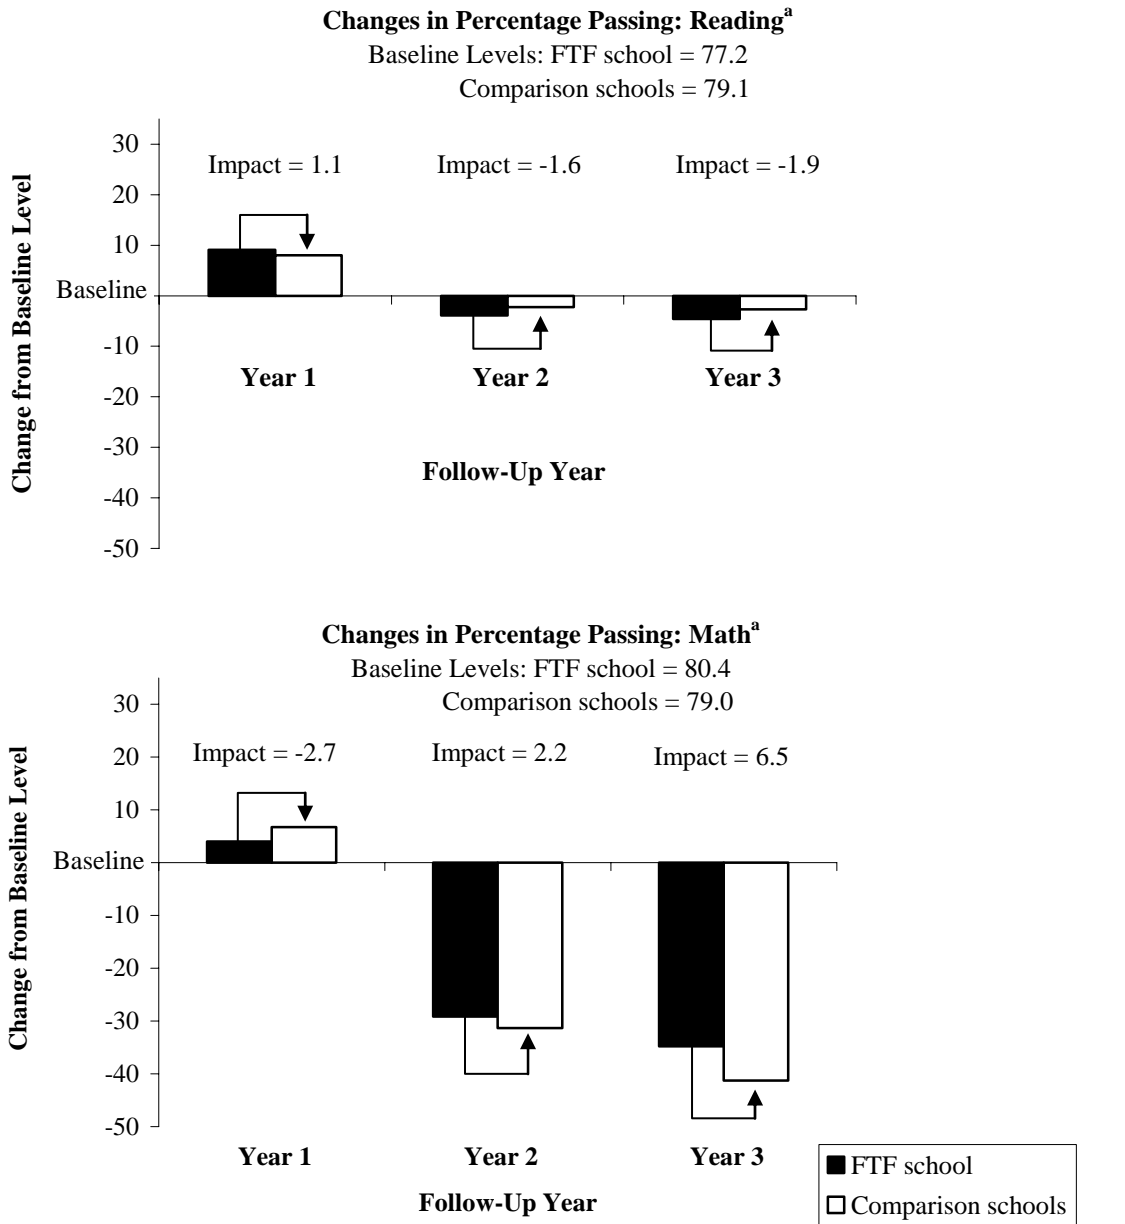 Changes in Percentage Passing: Readingᵃ
Baseline Levels: FTF school = 77.2
Comparison schools = 79.1
Change from Baseline Level
30
20
10
Baseline
-10
-20
-30
-40
-50
Impact = 1.1
Impact = -1.6
Impact = -1.9
Year 1
Year 2
Year 3
Follow-Up Year
Changes in Percentage Passing: Mathᵃ
Baseline Levels: FTF school = 80.4
Comparison schools = 79.0
Change from Baseline Level
30
20
10
Baseline
-10
-20
-30
-40
-50
Impact = -2.7
Impact = 2.2
Impact = 6.5
Year 1
Year 2
Year 3
Follow-Up Year
FTF school
Comparison schools